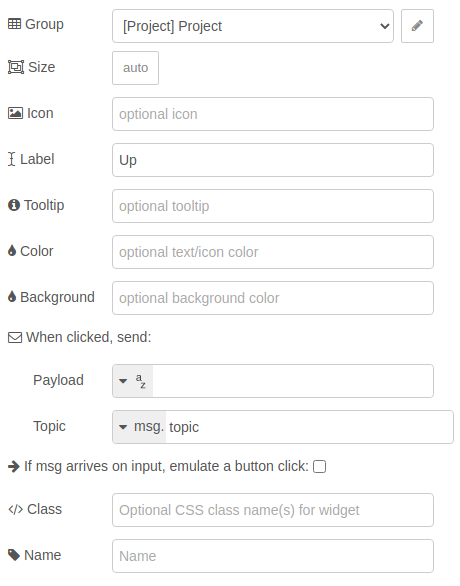 Group [Project] Project
Size auto
Icon optional icon
Label Up
Tooltip optional tooltip
Color optional text/icon color
Background optional background color
When clicked, send:
Payload a z
Topic msg. topic
If msg arrives on input, emulate a button click:
</> Class Optional CSS class name(s) for widget
Name Name